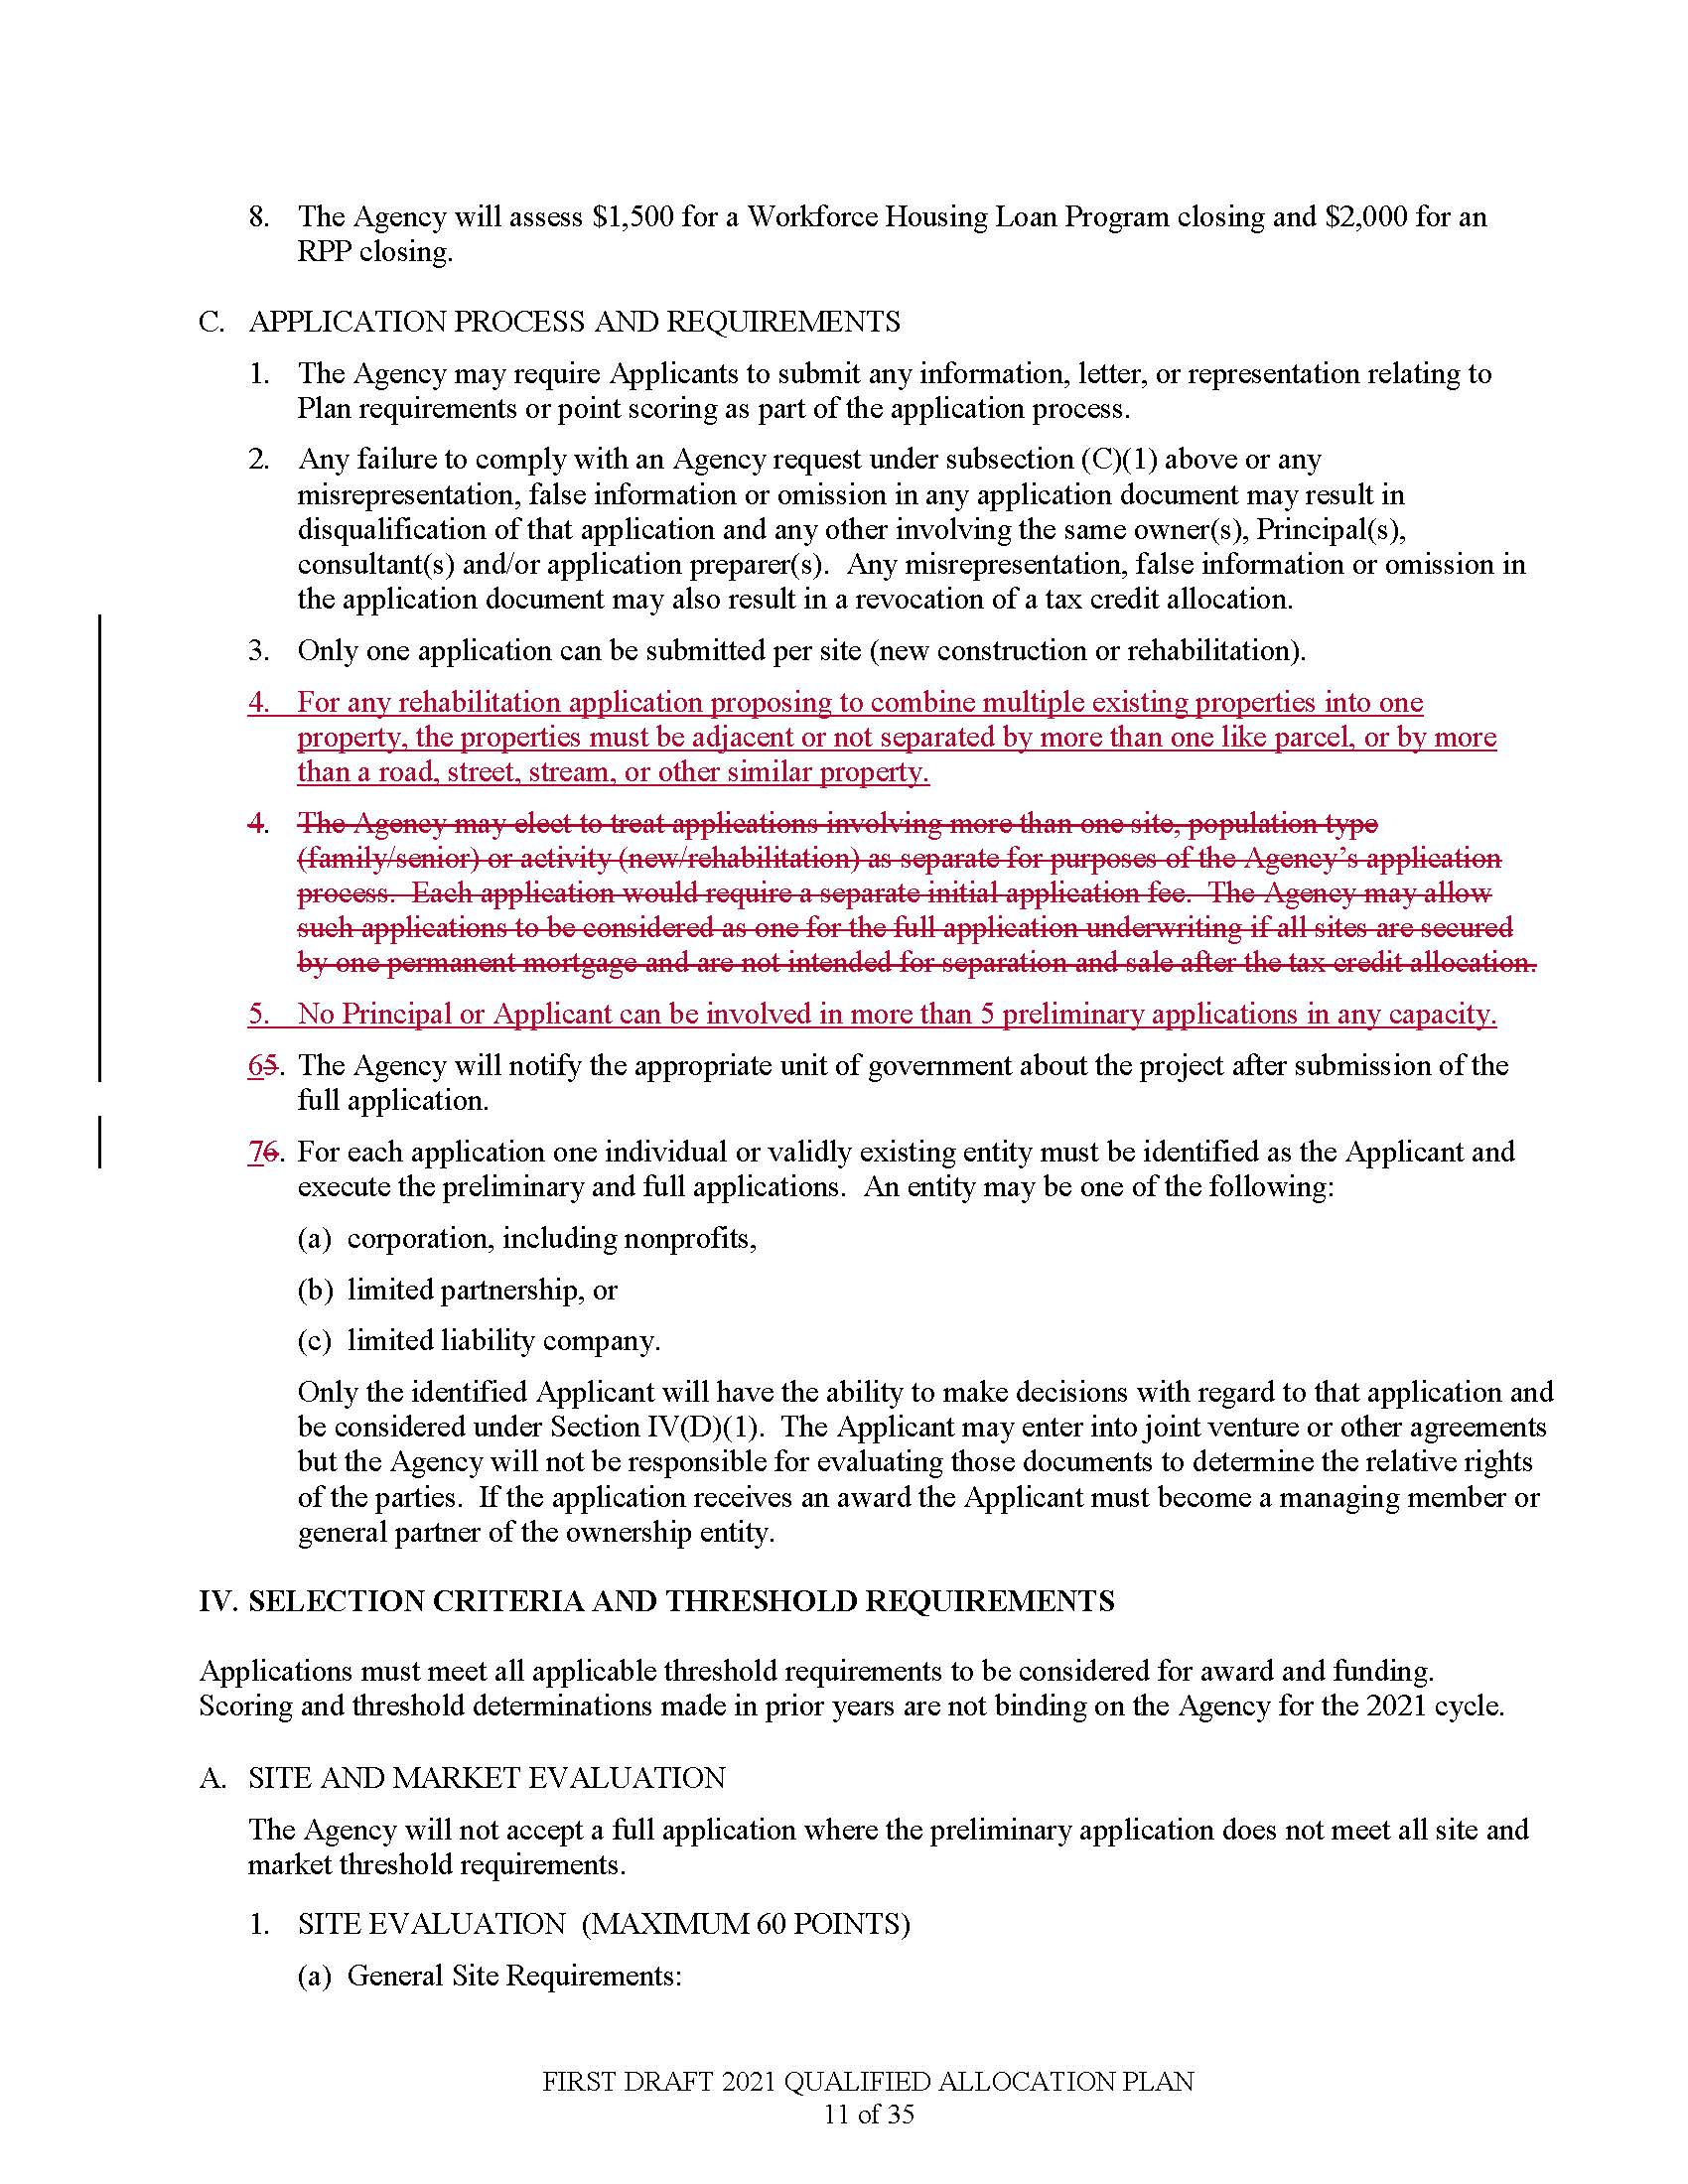 8. The Agency will assess $1,500 for a Workforce Housing Loan Program closing and $2,000 for an
RPP closing.
C. APPLICATION PROCESS AND REQUIREMENTS
1. The Agency may require Applicants to submit any information, letter, or representation relating to
Plan requirements or point scoring as part of the application process.
2. Any failure to comply with an Agency request under subsection (C)(1) above or any
misrepresentation, false information or omission in any application document may result in
disqualification of that application and any other involving the same owner(s), Principal(s),
consultant(s) and/or application preparer(s). Any misrepresentation, false information or omission in
the application document may also result in a revocation of a tax credit allocation.
3. Only one application can be submitted per site (new construction or rehabilitation).
4. For any rehabilitation application proposing to combine multiple existing properties into one
property, the properties must be adjacent or not separated by more than one like parcel, or by more
than a road, street, stream, or other similar property.
4. The Agency may elect to treat applications involving more than one site, population type
(family/senior) or activity (new/rehabilitation) as separate for purposes of the Agency’s application
process. Each application would require a separate initial application fee. The Agency may allow
such applications to be considered as one for the full application underwriting if all sites are secured
by one permanent mortgage and are not intended for separation and sale after the tax credit allocation.
5. No Principal or Applicant can be involved in more than 5 preliminary applications in any capacity.
65. The Agency will notify the appropriate unit of government about the project after submission of the
full application.
76. For each application one individual or validly existing entity must be identified as the Applicant and
execute the preliminary and full applications. An entity may be one of the following:
(a) corporation, including nonprofits,
(b) limited partnership, or
(c) limited liability company.
Only the identified Applicant will have the ability to make decisions with regard to that application and
be considered under Section IV(D)(1). The Applicant may enter into joint venture or other agreements
but the Agency will not be responsible for evaluating those documents to determine the relative rights
of the parties. If the application receives an award the Applicant must become a managing member or
general partner of the ownership entity.
IV. SELECTION CRITERIA AND THRESHOLD REQUIREMENTS
Applications must meet all applicable threshold requirements to be considered for award and funding.
Scoring and threshold determinations made in prior years are not binding on the Agency for the 2021 cycle.
A. SITE AND MARKET EVALUATION
The Agency will not accept a full application where the preliminary application does not meet all site and
market threshold requirements.
1. SITE EVALUATION (MAXIMUM 60 POINTS)
(a) General Site Requirements:
FIRST DRAFT 2021 QUALIFIED ALLOCATION PLAN
11 of 35